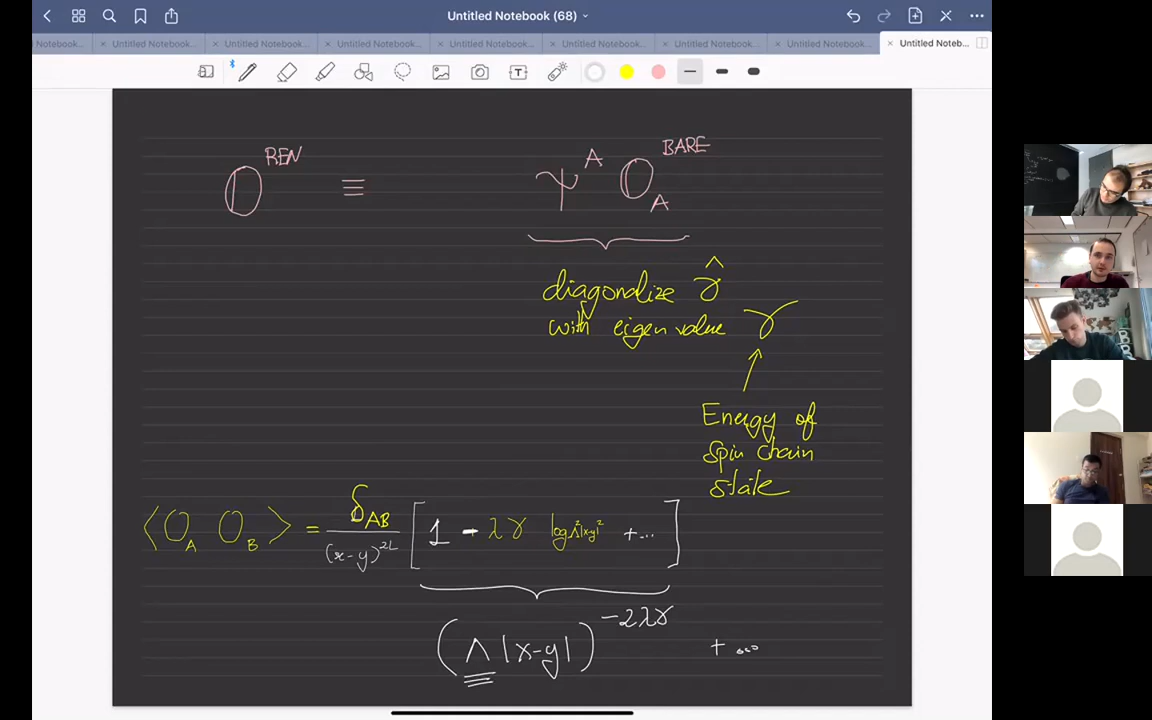 Untitled Notebook (68)
Notebook... Untitled Notebook... Untitled Notebook... Untitled Notebook... Untitled Notebook... Untitled Notebook... Untitled Notebook... Untitled Notebook... Untitled Noteb...
O^REN ≡ ψ^A O_A^BARE
diagonalize γ̂
with eigen value γ
Energy of
spin chain
state
⟨O_A O_B⟩ = δ_AB / (x-y)^2L [1 - λγ log Λ²|x-y|² + ...]
(Λ|x-y|)^-2λγ + ...